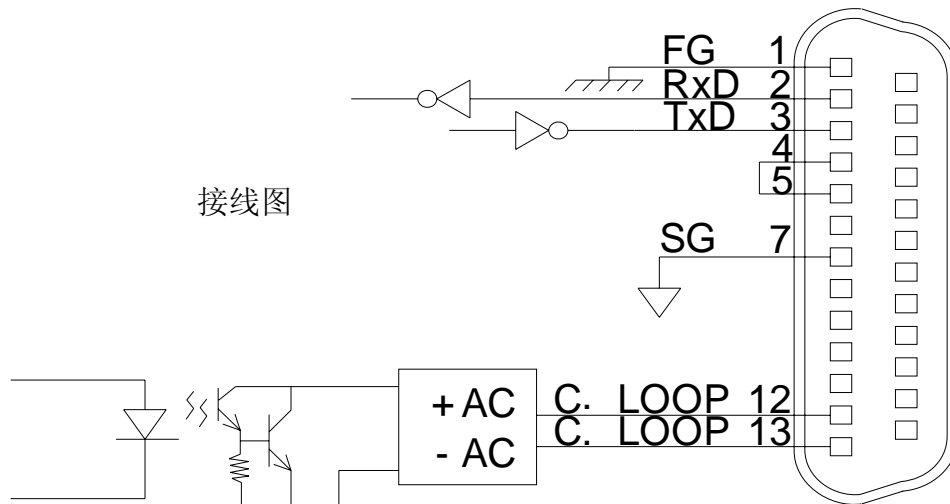 FG 1
RxD 2
TxD 3
4
5
接线图
SG 7
+ AC
- AC
C. LOOP 12
C. LOOP 13